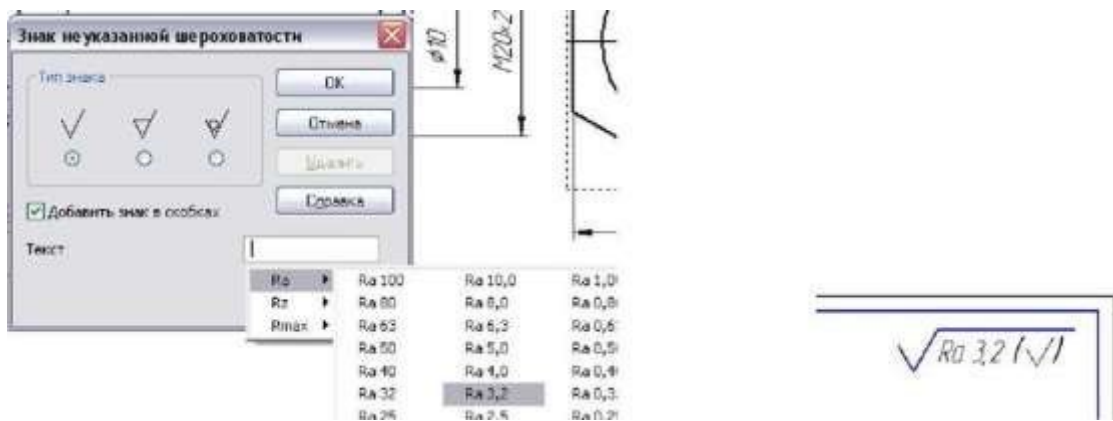 Знак неуказанной шероховатости
Тип знака
OK
Отмена
Удалить
Справка
Добавить знак в скобках
Текст
Ra
Rz
Rmax
Ra 100 Ra 10,0
Ra 80 Ra 8,0
Ra 63 Ra 6,3
Ra 50 Ra 5,0
Ra 40 Ra 4,0
Ra 32 Ra 3,2
Ra 25 Ra 2,5
ø10
M20x2
Ra 3,2 (√)